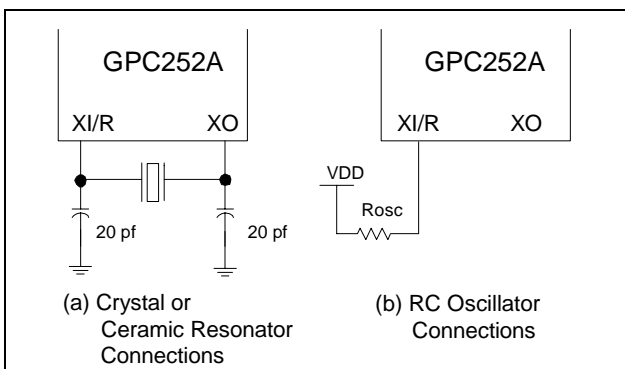 GPC252A
XI/R XO
20 pf 20 pf
(a) Crystal or
Ceramic Resonator
Connections
GPC252A
XI/R XO
VDD
Rosc
(b) RC Oscillator
Connections